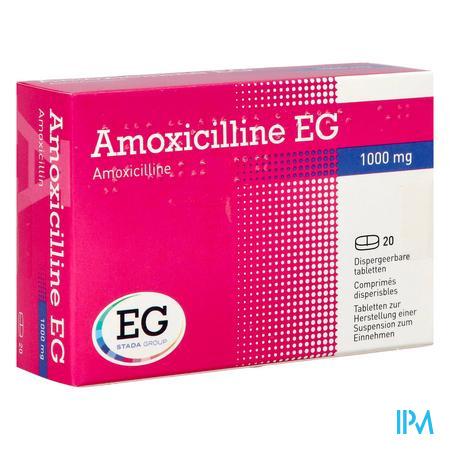 Amoxicilline EG
Amoxicilline
1000 mg
20
Dispergeerbare
tabletten
Comprimés
disperisbles
Tabletten zur
Herstellung einer
Suspension zum
Einnehmen
EG
STADA GROUP
Amoxicilline EG
Amoxicillin
1000 mg
20
IPM